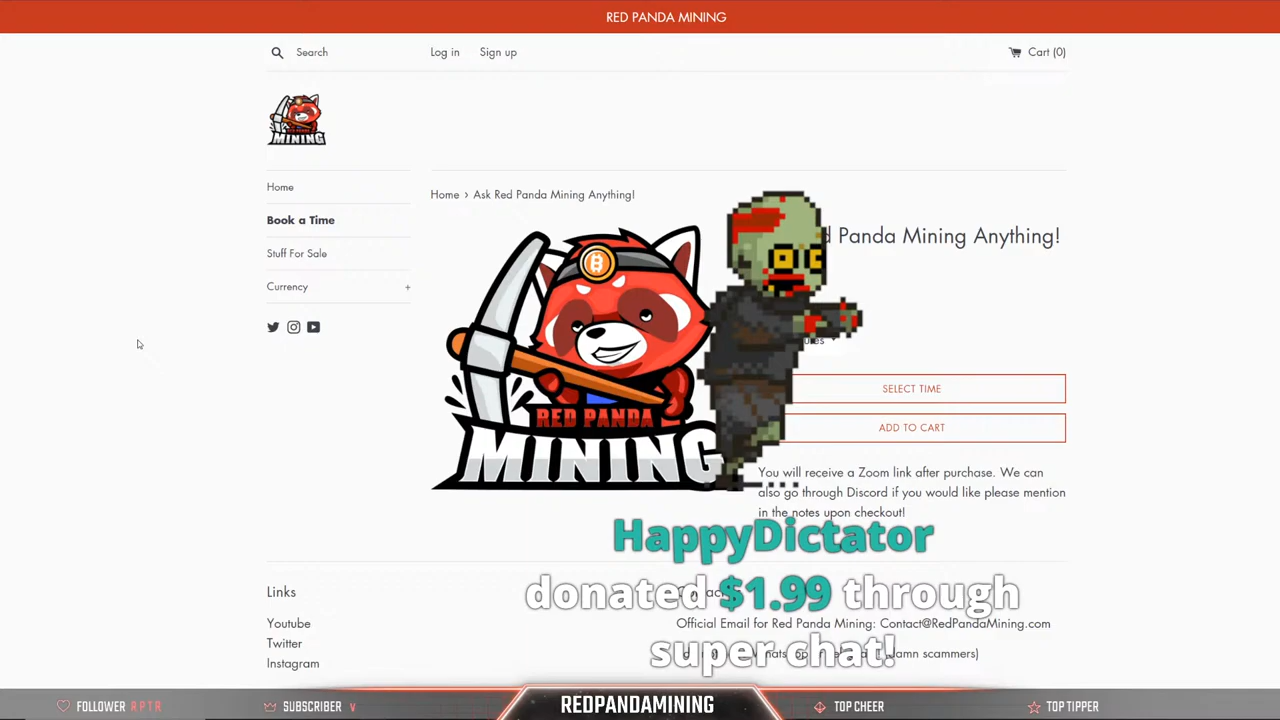 RED PANDA MINING
Search
Log in
Sign up
Cart (0)
RED PANDA
MINING
Home
Book a Time
Stuff For Sale
Currency +
Home › Ask Red Panda Mining Anything!
Panda Mining Anything!
RED PANDA
MINING
SELECT TIME
ADD TO CART
You will receive a Zoom link after purchase. We can
also go through Discord if you would like please mention
in the notes upon checkout!
HappyDictator
donated $1.99 through
super chat!
Links
Youtube
Twitter
Instagram
Official Email for Red Panda Mining: Contact@RedPandaMining.com
scammers)
FOLLOWER R P T R
SUBSCRIBER V
REDPANDAMINING
TOP CHEER
TOP TIPPER